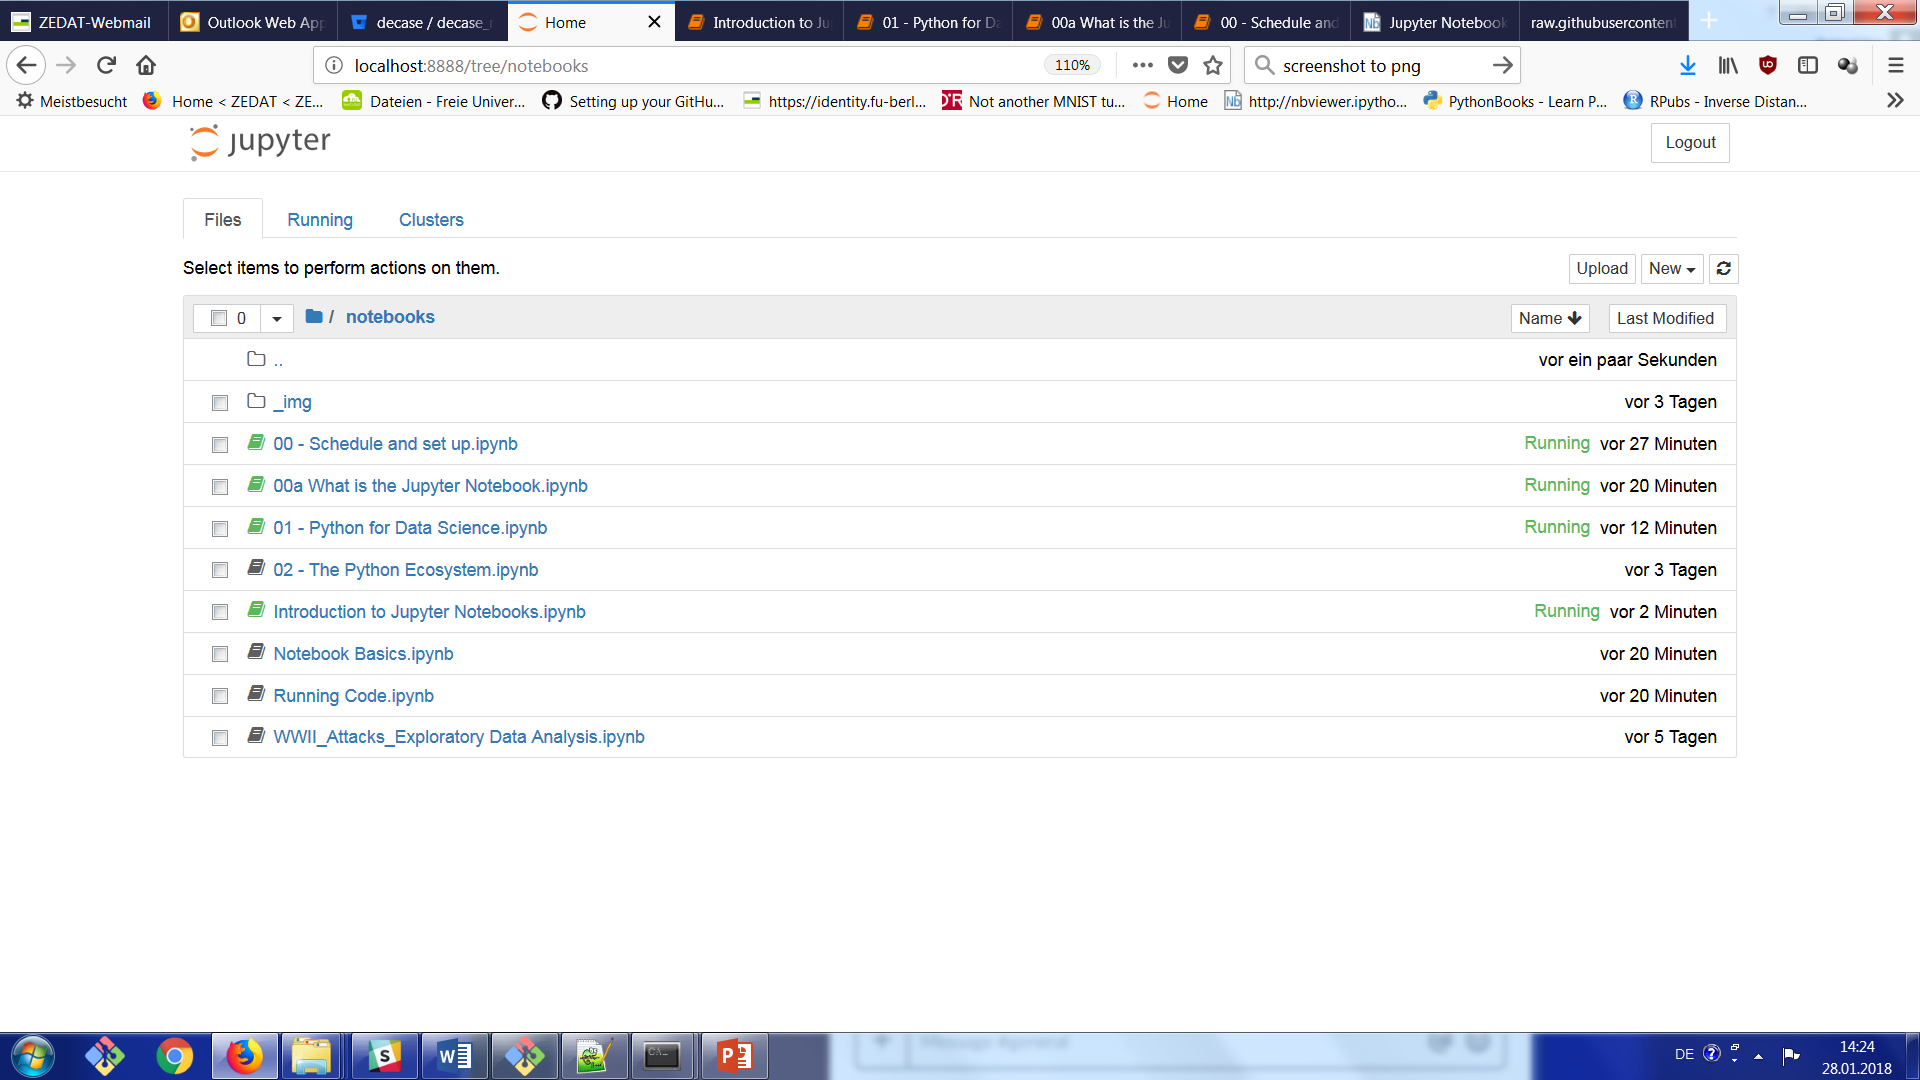 ZEDAT-Webmail Outlook Web App decase / decase_ Home Introduction to Ju 01 - Python for Da 00a What is the Ju 00 - Schedule and Jupyter Notebook raw.githubusercontent
localhost:8888/tree/notebooks 110% screenshot to png
Meistbesucht Home < ZEDAT < ZE... Dateien - Freie Univer... Setting up your GitHu... https://identity.fu-berl... Not another MNIST tu... Home http://nbviewer.ipytho... PythonBooks - Learn P... RPubs - Inverse Distan...
jupyter Logout
Files Running Clusters
Select items to perform actions on them. Upload New
0 / notebooks Name Last Modified
.. vor ein paar Sekunden
_img vor 3 Tagen
00 - Schedule and set up.ipynb Running vor 27 Minuten
00a What is the Jupyter Notebook.ipynb Running vor 20 Minuten
01 - Python for Data Science.ipynb Running vor 12 Minuten
02 - The Python Ecosystem.ipynb vor 3 Tagen
Introduction to Jupyter Notebooks.ipynb Running vor 2 Minuten
Notebook Basics.ipynb vor 20 Minuten
Running Code.ipynb vor 20 Minuten
WWII_Attacks_Exploratory Data Analysis.ipynb vor 5 Tagen
Message #general
DE 14:24
28.01.2018